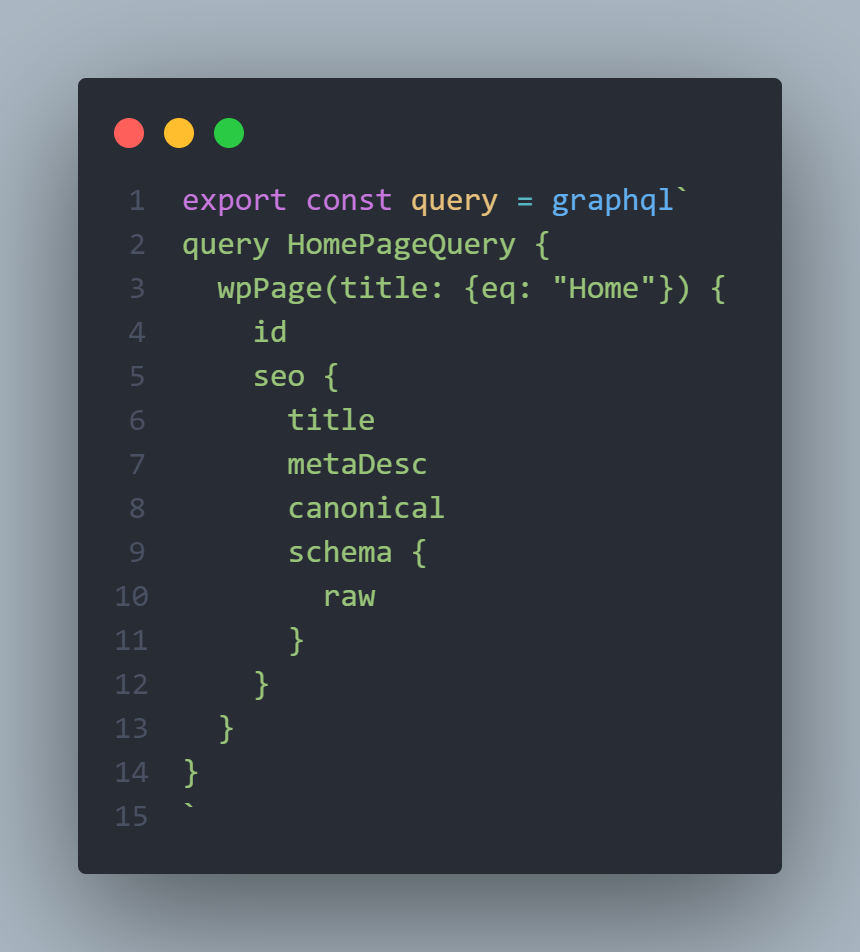 1 export const query = graphql`
2 query HomePageQuery {
3   wpPage(title: {eq: "Home"}) {
4     id
5     seo {
6       title
7       metaDesc
8       canonical
9       schema {
10         raw
11       }
12     }
13   }
14 }
15 `